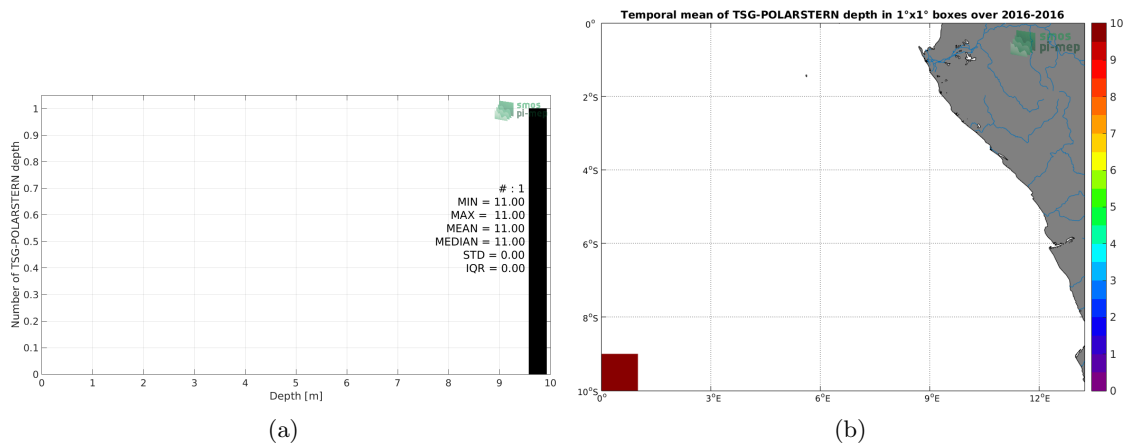 smos
pi-mep
1
0.9
0.8
0.7
0.6
0.5
0.4
0.3
0.2
0.1
0
Number of TSG-POLARSTERN depth
# : 1
MIN = 11.00
MAX = 11.00
MEAN = 11.00
MEDIAN = 11.00
STD = 0.00
IQR = 0.00
0 1 2 3 4 5 6 7 8 9 10
Depth [m]
(a)
Temporal mean of TSG-POLARSTERN depth in 1°x1° boxes over 2016-2016
smos
pi-mep
0°
2°S
4°S
6°S
8°S
10°S
0° 3°E 6°E 9°E 12°E
10
9
8
7
6
5
4
3
2
1
0
(b)